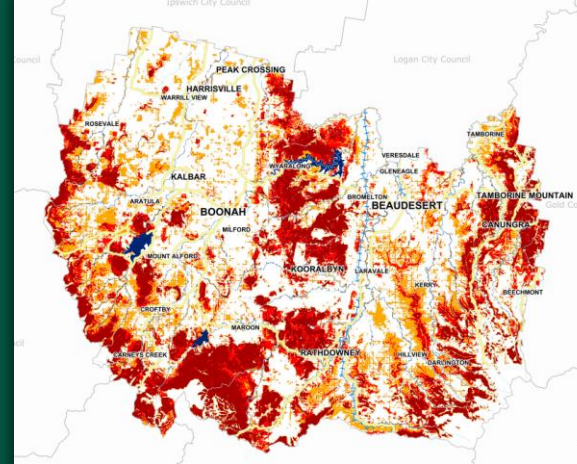 Ipswich City Council
Council
Logan City Council
PEAK CROSSING
HARRISVILLE
WARRILL VIEW
ROSEVALE
TAMBORINE
VERESDALE
GLENEAGLE
WYARALONG
KALBAR
BROMELTON
TAMBORINE MOUNTAIN
ARATULA
BOONAH
BEAUDESERT
Gold Co
CANUNGRA
MILFORD
MOUNT ALFORD
KOORALBYN
LARAVALE
KERRY
BEECHMONT
CROFTBY
MAROON
CARNEYS CREEK
RATHDOWNEY
HILLVIEW
DARLINGTON